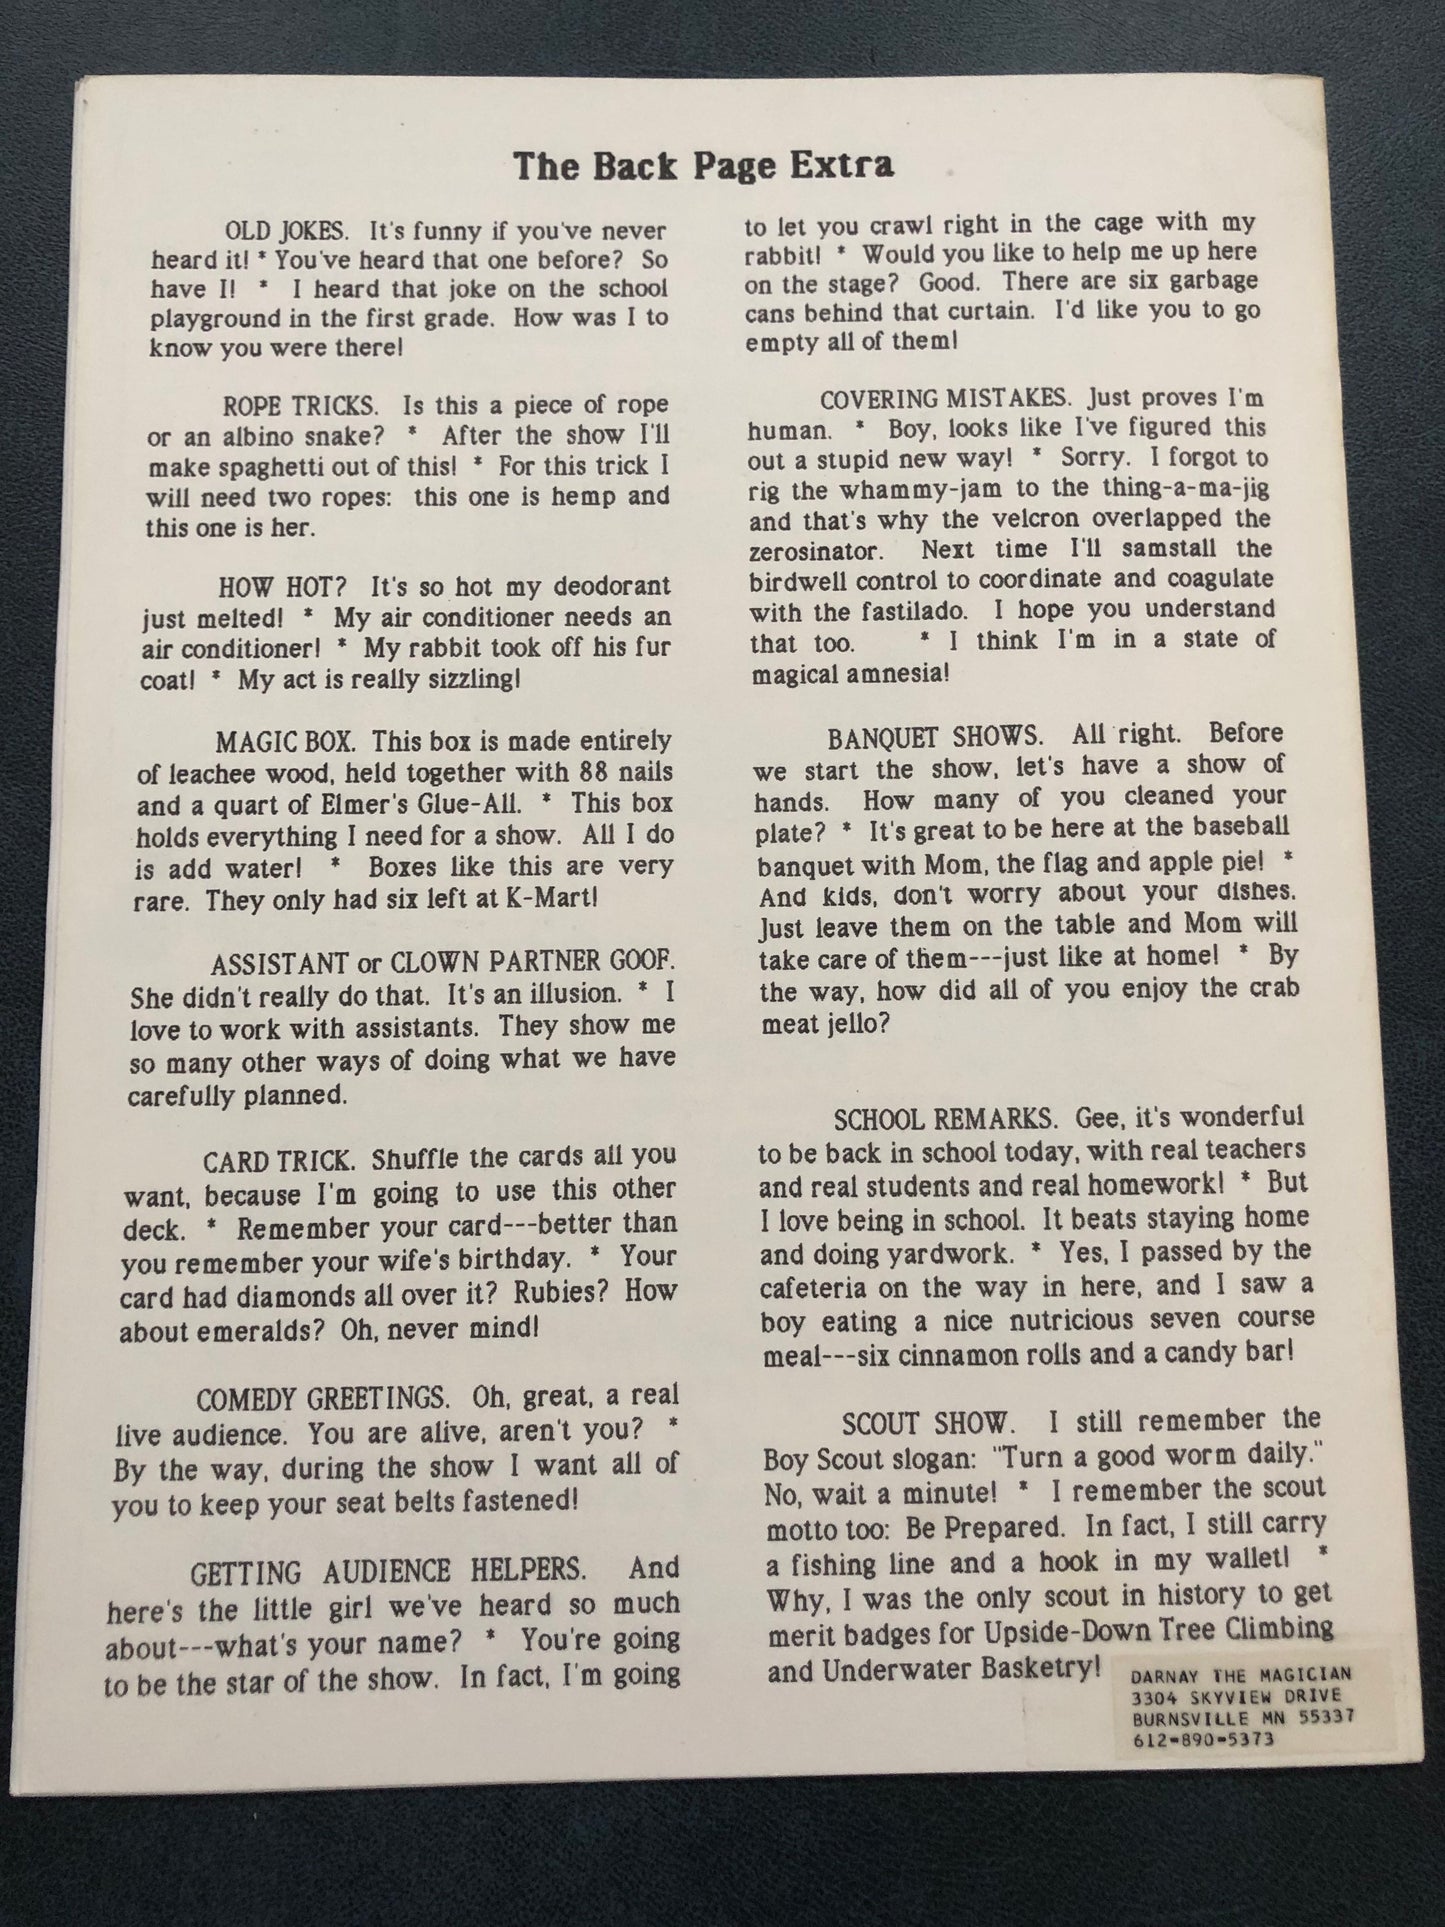 The Back Page Extra
OLD JOKES. It's funny if you've never
heard it! * You've heard that one before? So
have I! * I heard that joke on the school
playground in the first grade. How was I to
know you were there!
ROPE TRICKS. Is this a piece of rope
or an albino snake? * After the show I'll
make spaghetti out of this! * For this trick I
will need two ropes: this one is hemp and
this one is her.
HOW HOT? It's so hot my deodorant
just melted! * My air conditioner needs an
air conditioner! * My rabbit took off his fur
coat! * My act is really sizzling!
MAGIC BOX. This box is made entirely
of leachee wood, held together with 88 nails
and a quart of Elmer's Glue-All. * This box
holds everything I need for a show. All I do
is add water! * Boxes like this are very
rare. They only had six left at K-Mart!
ASSISTANT or CLOWN PARTNER GOOF.
She didn't really do that. It's an illusion. * I
love to work with assistants. They show me
so many other ways of doing what we have
carefully planned.
CARD TRICK. Shuffle the cards all you
want, because I'm going to use this other
deck. * Remember your card---better than
you remember your wife's birthday. * Your
card had diamonds all over it? Rubies? How
about emeralds? Oh, never mind!
COMEDY GREETINGS. Oh, great, a real
live audience. You are alive, aren't you? *
By the way, during the show I want all of
you to keep your seat belts fastened!
GETTING AUDIENCE HELPERS. And
here's the little girl we've heard so much
about---what's your name? * You're going
to be the star of the show. In fact, I'm going
to let you crawl right in the cage with my
rabbit! * Would you like to help me up here
on the stage? Good. There are six garbage
cans behind that curtain. I'd like you to go
empty all of them!
COVERING MISTAKES. Just proves I'm
human. * Boy, looks like I've figured this
out a stupid new way! * Sorry. I forgot to
rig the whammy-jam to the thing-a-ma-jig
and that's why the velcron overlapped the
zerosinator. Next time I'll samstall the
birdwell control to coordinate and coagulate
with the fastilado. I hope you understand
that too. * I think I'm in a state of
magical amnesia!
BANQUET SHOWS. All right. Before
we start the show, let's have a show of
hands. How many of you cleaned your
plate? * It's great to be here at the baseball
banquet with Mom, the flag and apple pie! *
And kids, don't worry about your dishes.
Just leave them on the table and Mom will
take care of them---just like at home! * By
the way, how did all of you enjoy the crab
meat jello?
SCHOOL REMARKS. Gee, it's wonderful
to be back in school today, with real teachers
and real students and real homework! * But
I love being in school. It beats staying home
and doing yardwork. * Yes, I passed by the
cafeteria on the way in here, and I saw a
boy eating a nice nutricious seven course
meal---six cinnamon rolls and a candy bar!
SCOUT SHOW. I still remember the
Boy Scout slogan: "Turn a good worm daily."
No, wait a minute! * I remember the scout
motto too: Be Prepared. In fact, I still carry
a fishing line and a hook in my wallet! *
Why, I was the only scout in history to get
merit badges for Upside-Down Tree Climbing
and Underwater Basketry!
DARNAY THE MAGICIAN
3304 SKYVIEW DRIVE
BURNSVILLE MN 55337
612-890-5373